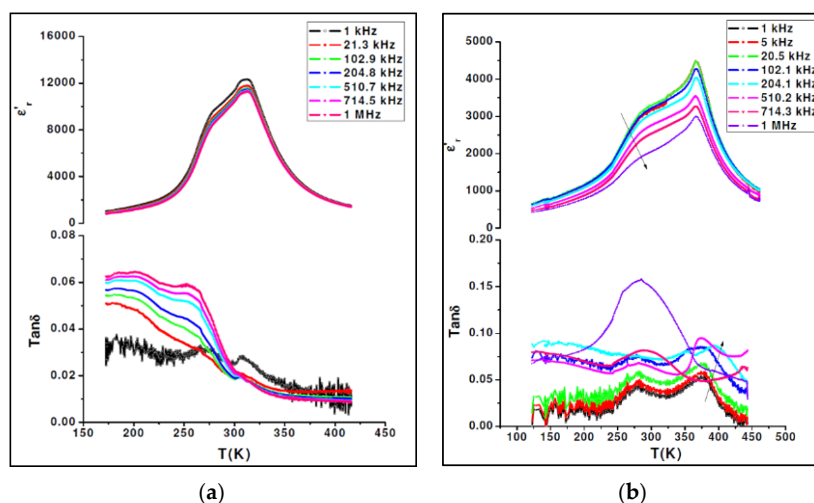 1 kHz
21.3 kHz
102.9 kHz
204.8 kHz
510.7 kHz
714.5 kHz
1 MHz
16000
12000
8000
4000
0
ε'r
0.08
0.06
0.04
0.02
0.00
Tanδ
150 200 250 300 350 400 450
T(K)
(a)
1 kHz
5 kHz
20.5 kHz
102.1 kHz
204.1 kHz
510.2 kHz
714.3 kHz
1 MHz
5000
4000
3000
2000
1000
0
ε'r
0.20
0.15
0.10
0.05
0.00
Tanδ
100 150 200 250 300 350 400 450 500
T(K)
(b)